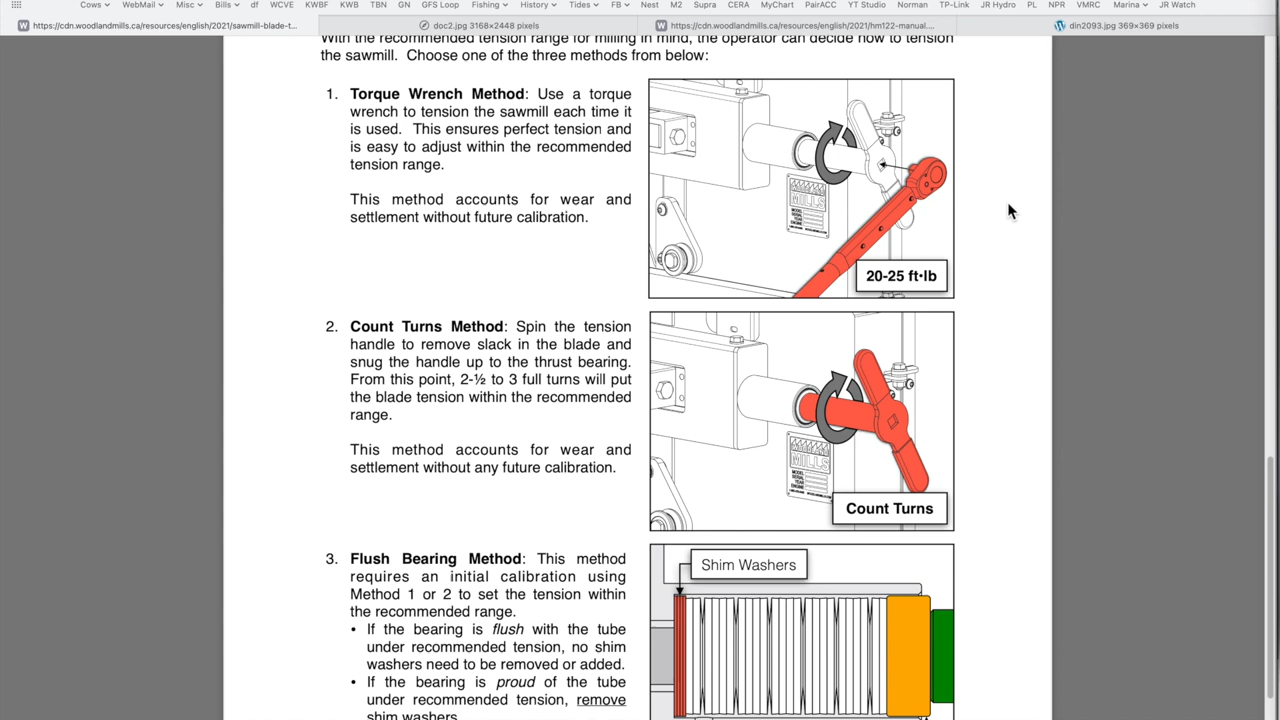 Cows WebMail Misc Bills df WCVE KWBF KWB TBN GN GFS Loop Fishing History Tides FB Nest M2 Supra CERA MyChart PairACC YT Studio Norman TP-Link JR Hydro PL NPR VMRC Marina JR Watch
https://cdn.woodlandmills.ca/resources/english/2021/sawmill-blade-t... doc2.jpg 3168×2448 pixels https://cdn.woodlandmills.ca/resources/english/2021/hm122-manual.... din2093.jpg 369×369 pixels
With the recommended tension range for milling in mind, the operator can decide how to tension
the sawmill. Choose one of the three methods from below:
1. Torque Wrench Method: Use a torque
wrench to tension the sawmill each time it
is used. This ensures perfect tension and
is easy to adjust within the recommended
tension range.
This method accounts for wear and
settlement without future calibration.
MILLS
20-25 ft•lb
2. Count Turns Method: Spin the tension
handle to remove slack in the blade and
snug the handle up to the thrust bearing.
From this point, 2-½ to 3 full turns will put
the blade tension within the recommended
range.
This method accounts for wear and
settlement without any future calibration.
MILLS
Count Turns
3. Flush Bearing Method: This method
requires an initial calibration using
Method 1 or 2 to set the tension within
the recommended range.
• If the bearing is flush with the tube
under recommended tension, no shim
washers need to be removed or added.
• If the bearing is proud of the tube
under recommended tension, remove
shim washers.
Shim Washers